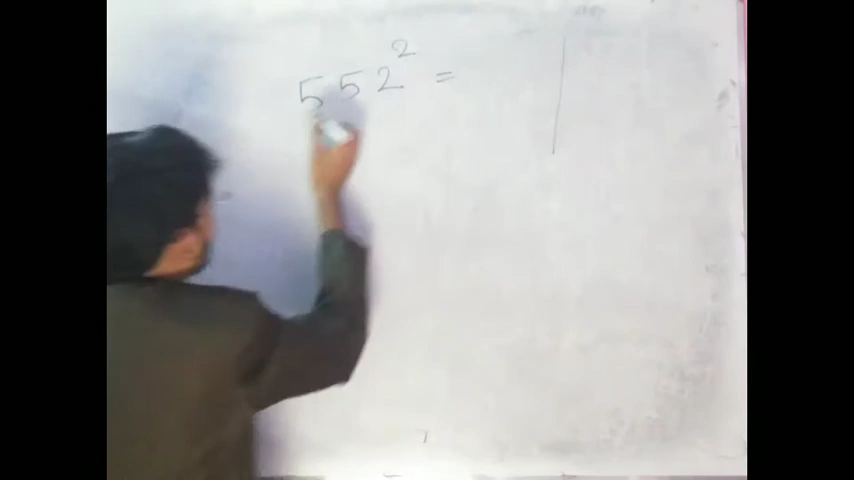 552² =